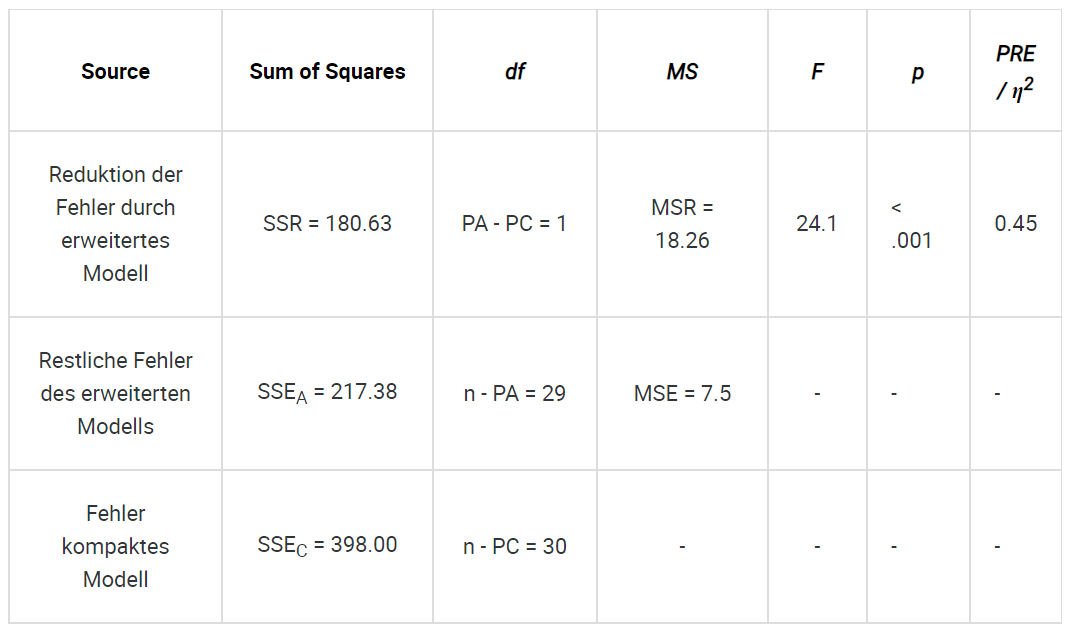 Source Sum of Squares df MS F p PRE / η²
Reduktion der
Fehler durch
erweitertes
Modell
SSR = 180.63
PA - PC = 1
MSR =
18.26
24.1
<
.001
0.45
Restliche Fehler
des erweiterten
Modells
SSE_A = 217.38
n - PA = 29
MSE = 7.5
-
-
-
Fehler
kompaktes
Modell
SSE_C = 398.00
n - PC = 30
-
-
-
-